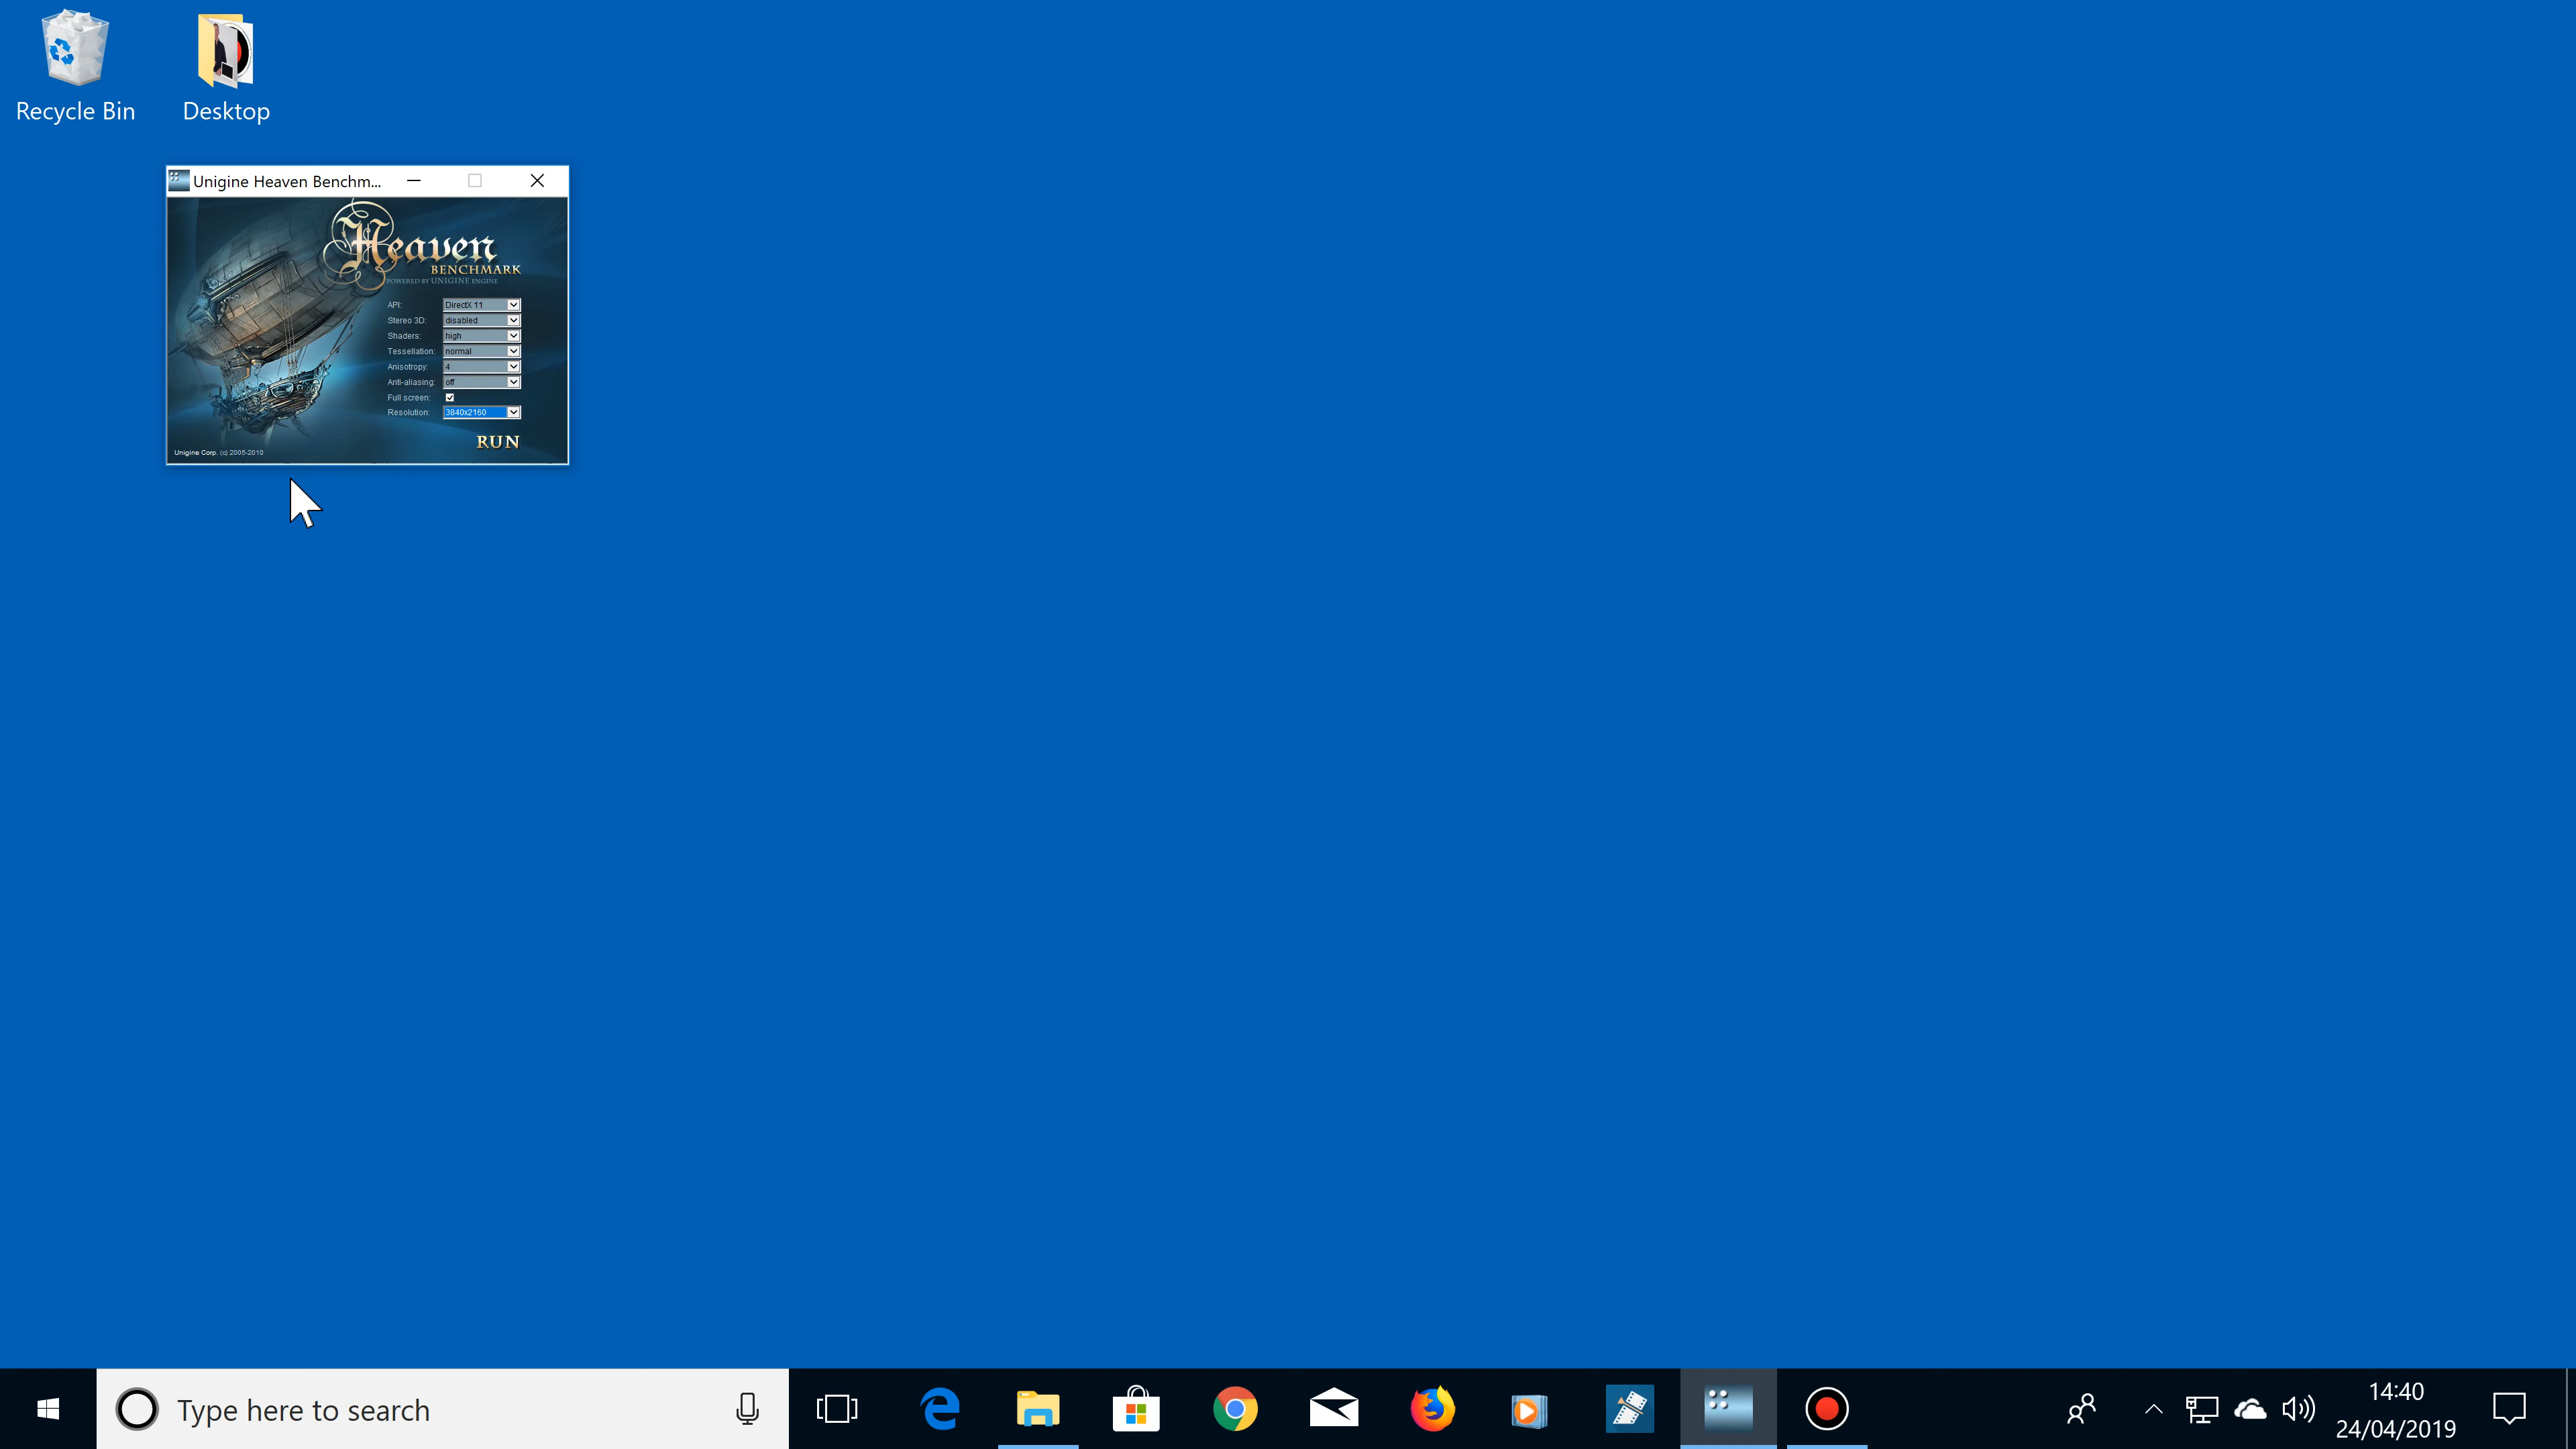 Recycle Bin
Desktop
Unigine Heaven Benchm...
Heaven
BENCHMARK
POWERED BY UNIGINE ENGINE
API: DirectX 11
Stereo 3D: disabled
Shaders: high
Tessellation: normal
Anisotropy: 4
Anti-aliasing: off
Full screen:
Resolution: 3840x2160
RUN
Unigine Corp. (c) 2005-2010
Type here to search
14:40
24/04/2019